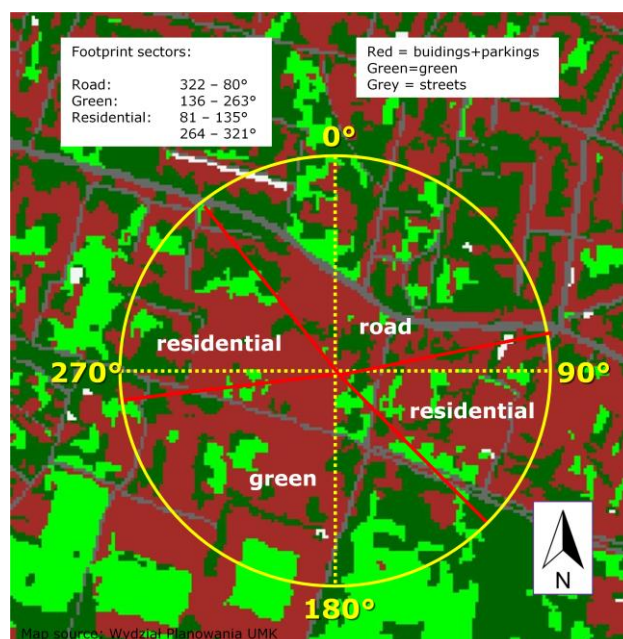 Footprint sectors:
Road: 322 – 80°
Green: 136 – 263°
Residential: 81 – 135°
264 – 321°
Red = buidings+parkings
Green=green
Grey = streets
0°
road
residential
270°
90°
residential
green
N
180°
Map source: Wydział Planowania UMK